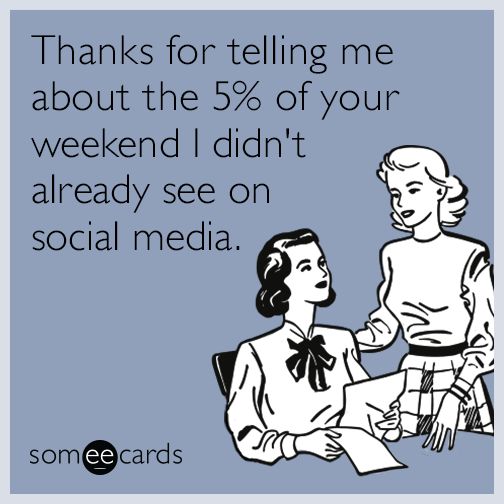 Thanks for telling me
about the 5% of your
weekend I didn't
already see on
social media.
someecards